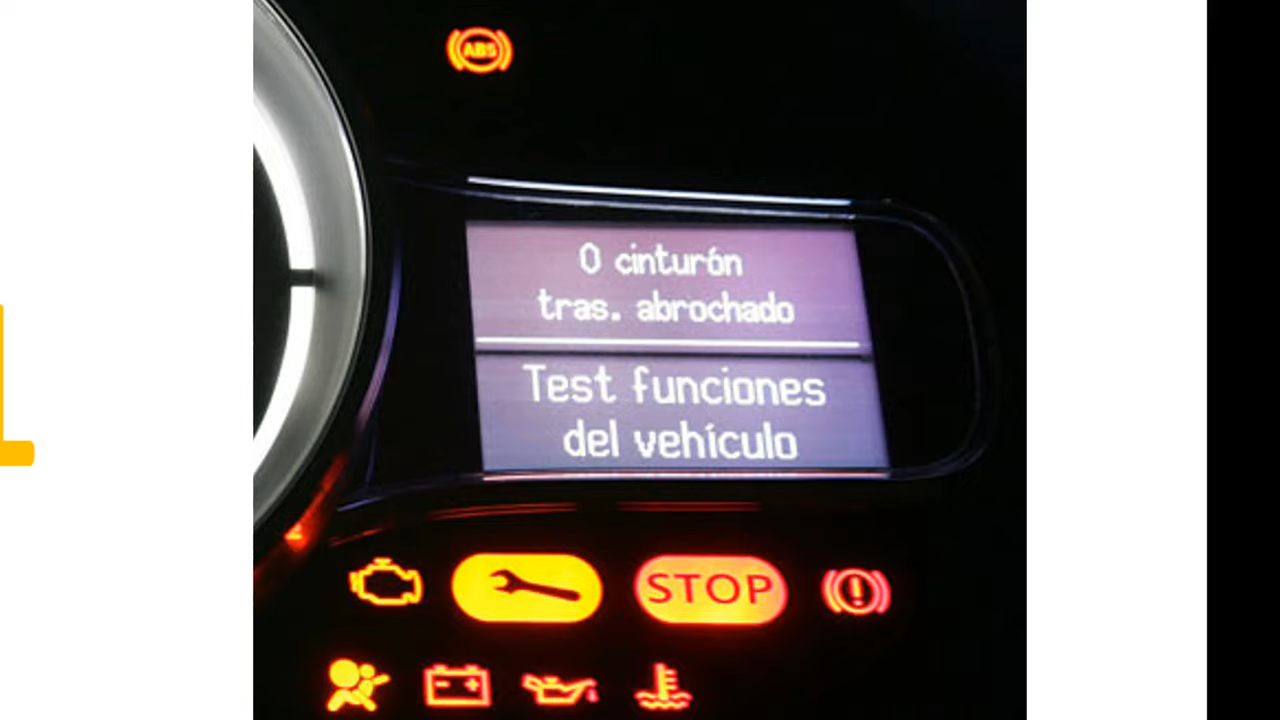 ABS
0 cinturón
tras. abrochado
Test funciones
del vehículo
STOP